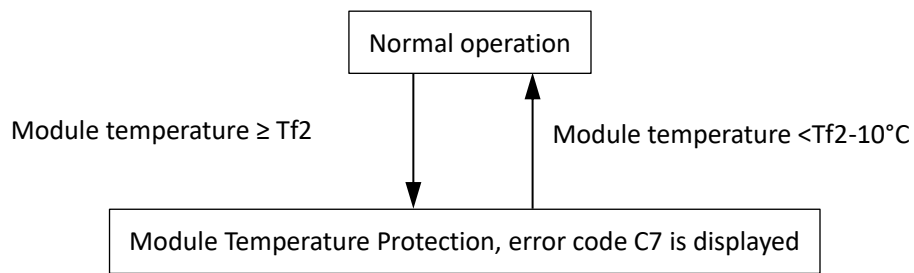 Normal operation
Module temperature ≥ Tf2
Module temperature <Tf2-10°C
Module Temperature Protection, error code C7 is displayed